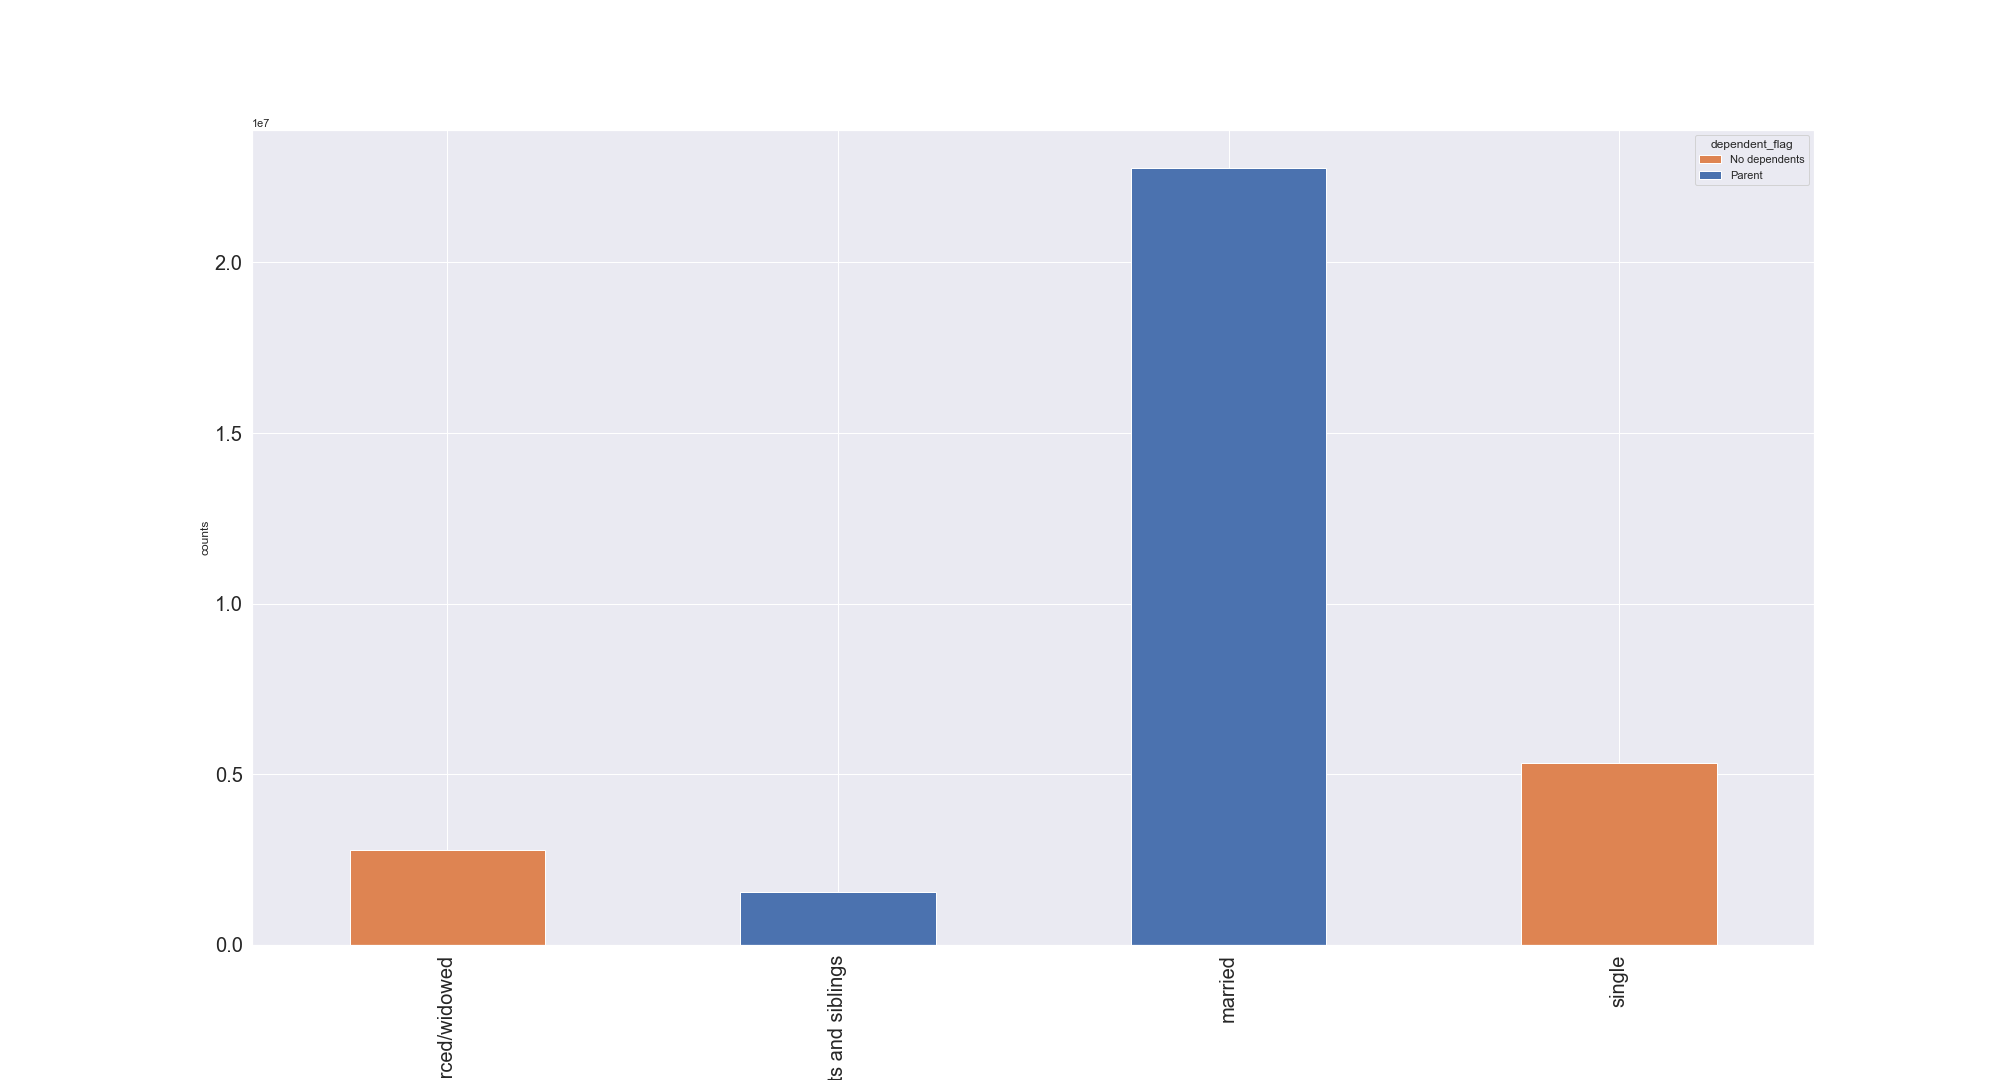 1e7
dependent_flag
No dependents
Parent
2.0
1.5
1.0
0.5
0.0
counts
rced/widowed
ts and siblings
married
single